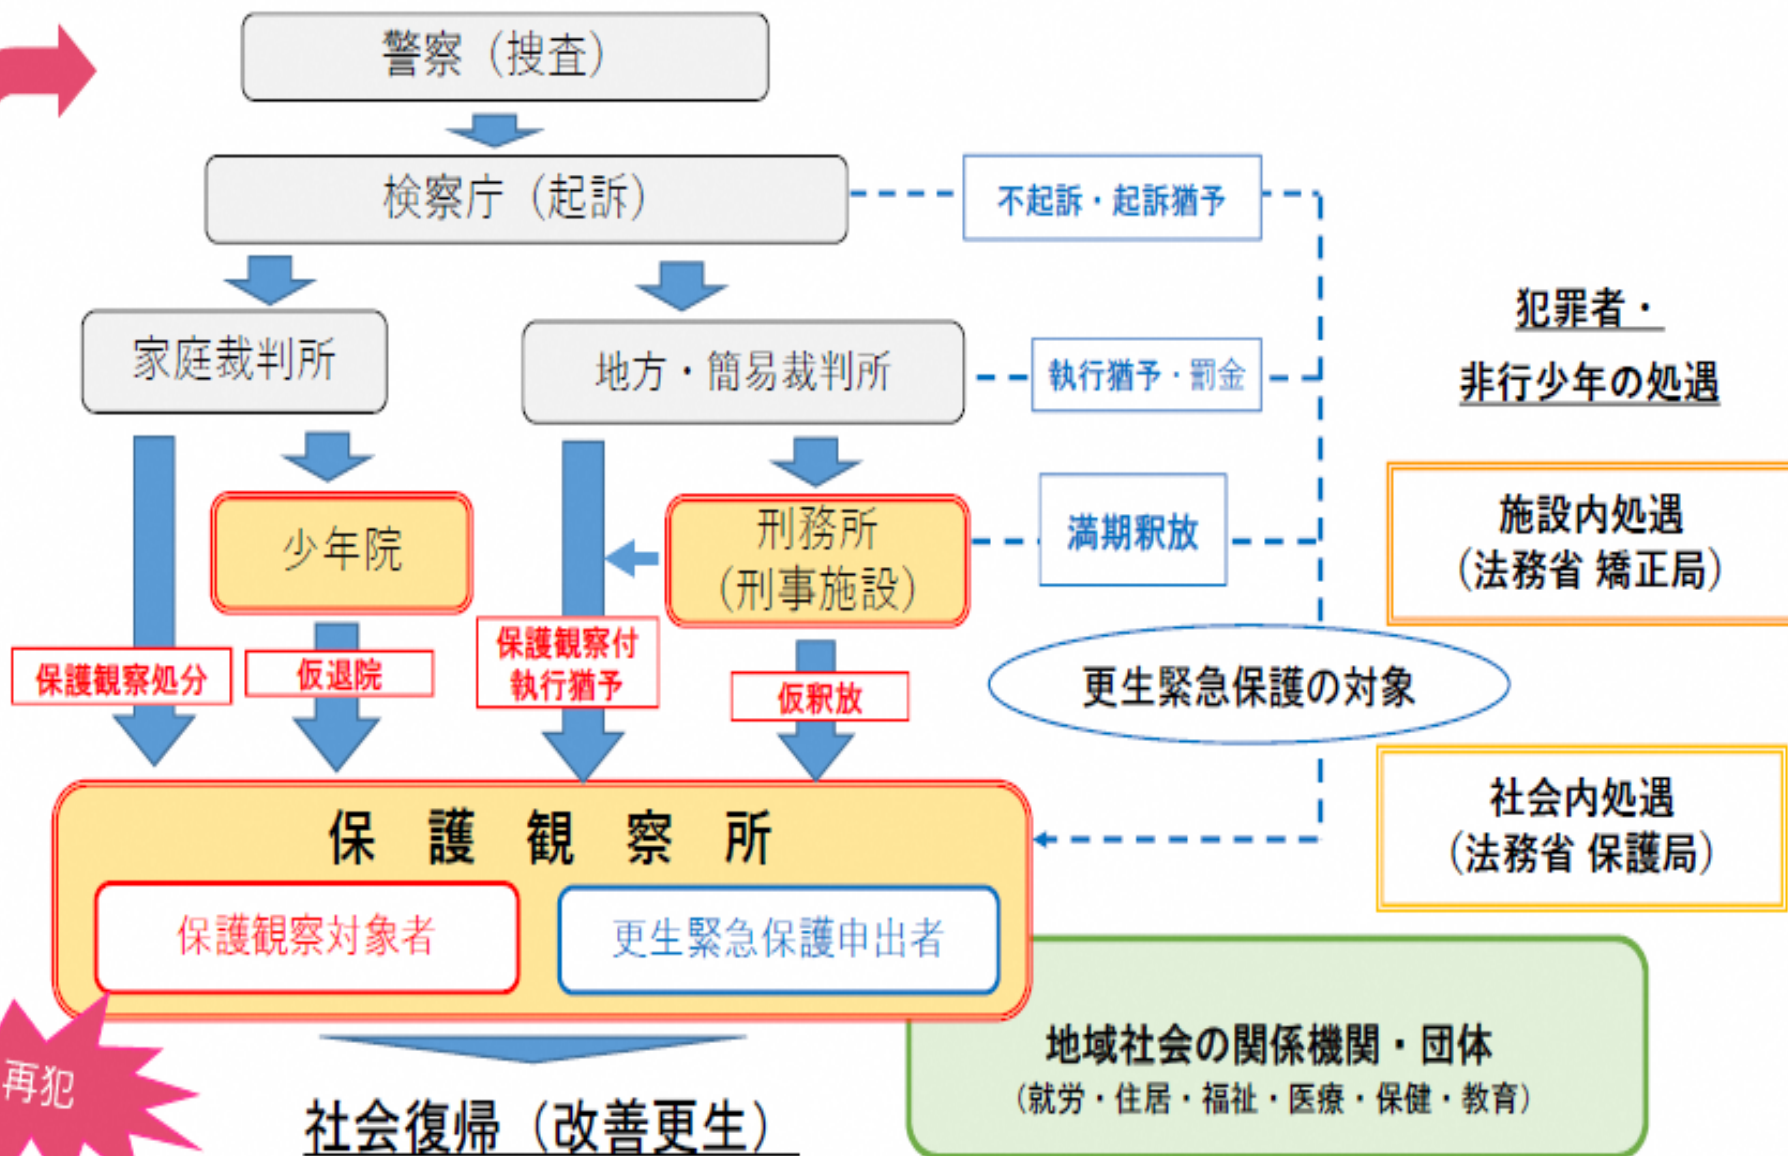 警察（捜査）
検察庁（起訴）
不起訴・起訴猶予
家庭裁判所
地方・簡易裁判所
執行猶予・罰金
犯罪者・
非行少年の処遇
少年院
刑務所
（刑事施設）
満期釈放
施設内処遇
（法務省 矯正局）
保護観察処分
仮退院
保護観察付
執行猶予
仮釈放
更生緊急保護の対象
社会内処遇
（法務省 保護局）
保護観察所
保護観察対象者
更生緊急保護申出者
再犯
社会復帰（改善更生）
地域社会の関係機関・団体
（就労・住居・福祉・医療・保健・教育）